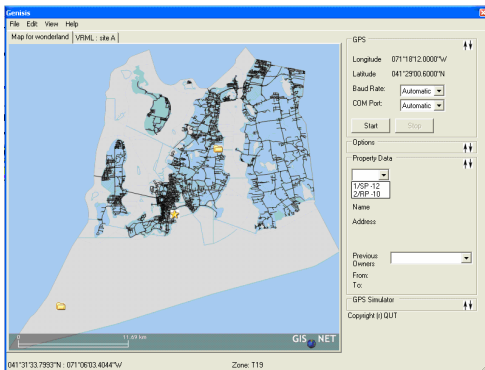 Genisis
File Edit View Help
Map for wonderland VRML : site A
GPS
Longitude 071°18'12.0000"W
Latitude 041°29'00.6000"N
Baud Rate: Automatic
COM Port: Automatic
Start Stop
Options
Property Data
1/SP -12
2/RP -10
Name
Address
Previous
Owners
From:
To:
GPS Simulator
Copyright (r) QUT
0 11.69 km
GIS NET
041°31'33.7993"N : 071°06'03.4044"W Zone: T19